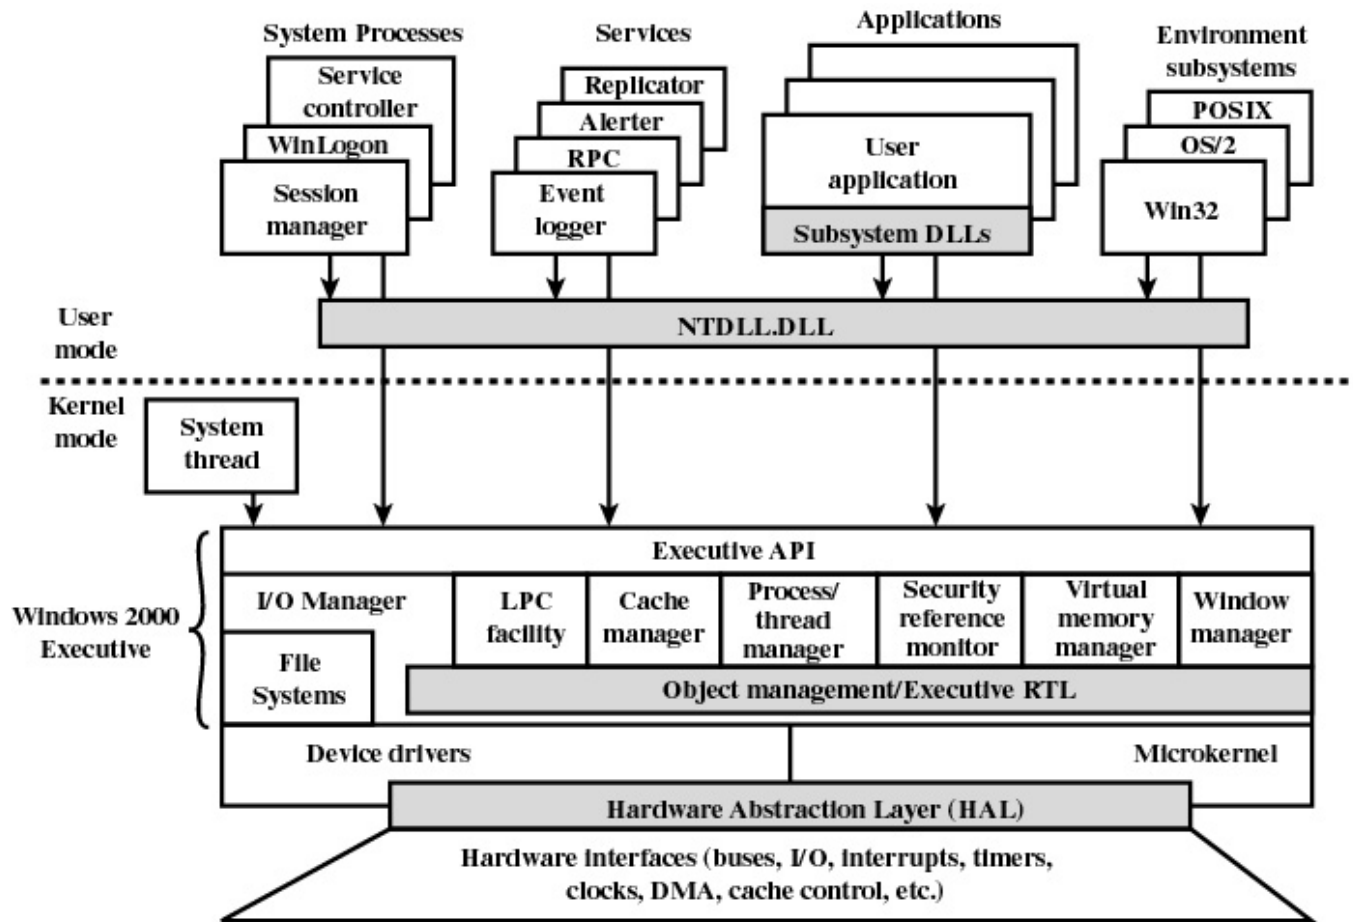 System Processes
Service
controller
WinLogon
Session
manager
Services
Replicator
Alerter
RPC
Event
logger
Applications
User
application
Subsystem DLLs
Environment
subsystems
POSIX
OS/2
Win32
User
mode
NTDLL.DLL
Kernel
mode
System
thread
Windows 2000
Executive
Executive API
I/O Manager
File
Systems
LPC
facility
Cache
manager
Process/
thread
manager
Security
reference
monitor
Virtual
memory
manager
Window
manager
Object management/Executive RTL
Device drivers
Microkernel
Hardware Abstraction Layer (HAL)
Hardware interfaces (buses, I/O, interrupts, timers,
clocks, DMA, cache control, etc.)